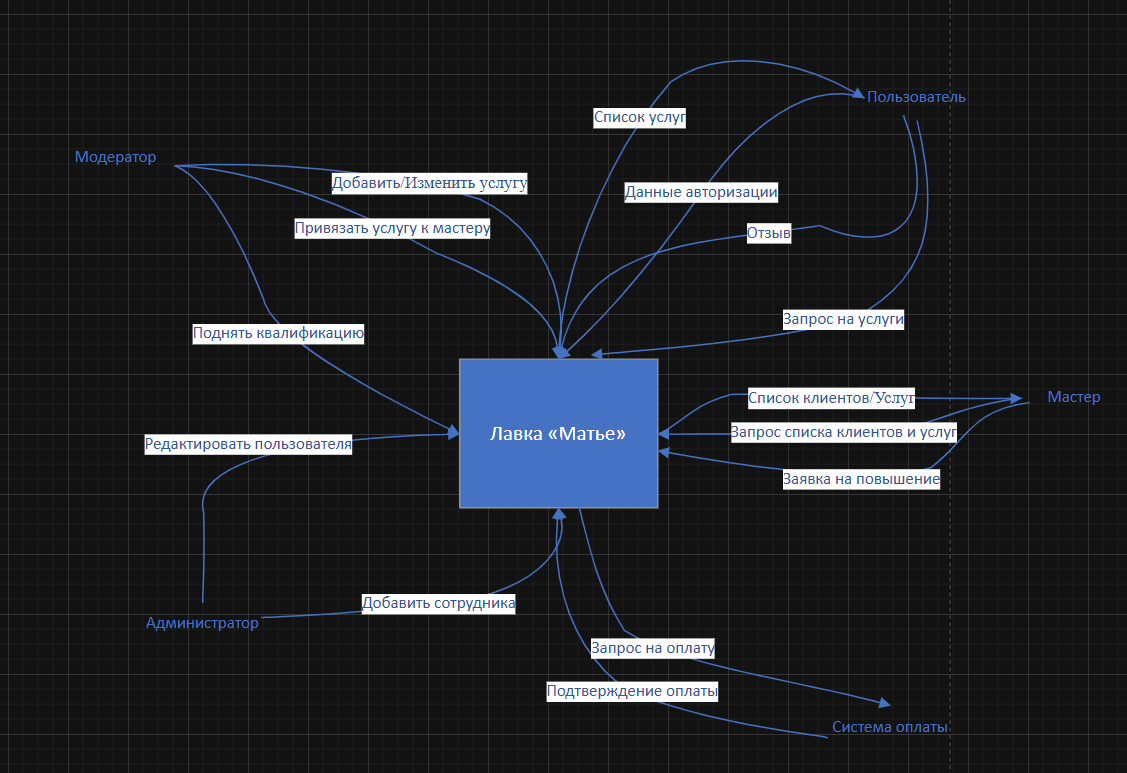 Пользователь
Список услуг
Модератор
Добавить/Изменить услугу
Данные авторизации
Привязать услугу к мастеру
Отзыв
Запрос на услуги
Поднять квалификацию
Список клиентов/Услуг
Мастер
Лавка «Матье»
Запрос списка клиентов и услуг
Редактировать пользователя
Заявка на повышение
Добавить сотрудника
Администратор
Запрос на оплату
Подтверждение оплаты
Система оплаты